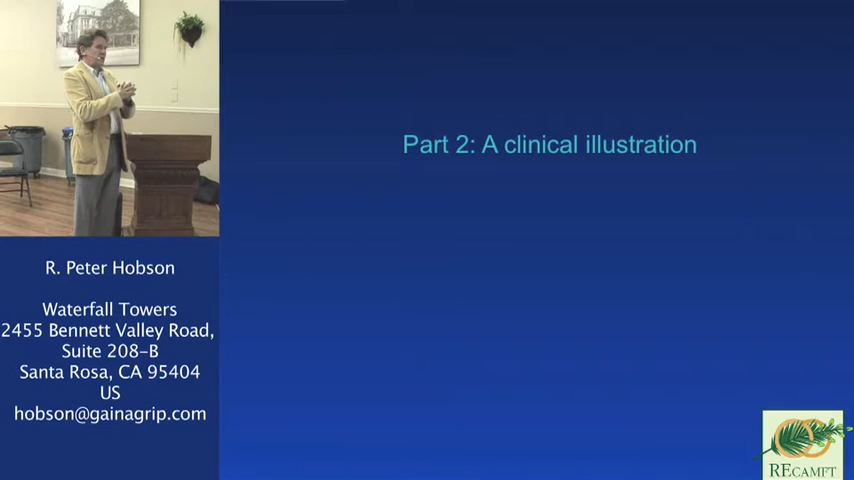 Part 2: A clinical illustration
R. Peter Hobson
Waterfall Towers
2455 Bennett Valley Road,
Suite 208-B
Santa Rosa, CA 95404
US
hobson@gainagrip.com
RECAMFT